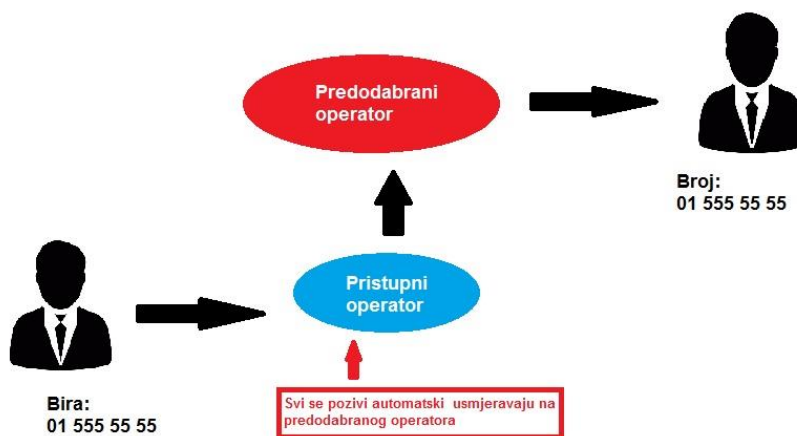 Predodabrani
operator
Broj:
01 555 55 55
Pristupni
operator
Bira:
01 555 55 55
Svi se pozivi automatski usmjeravaju na
predodabranog operatora